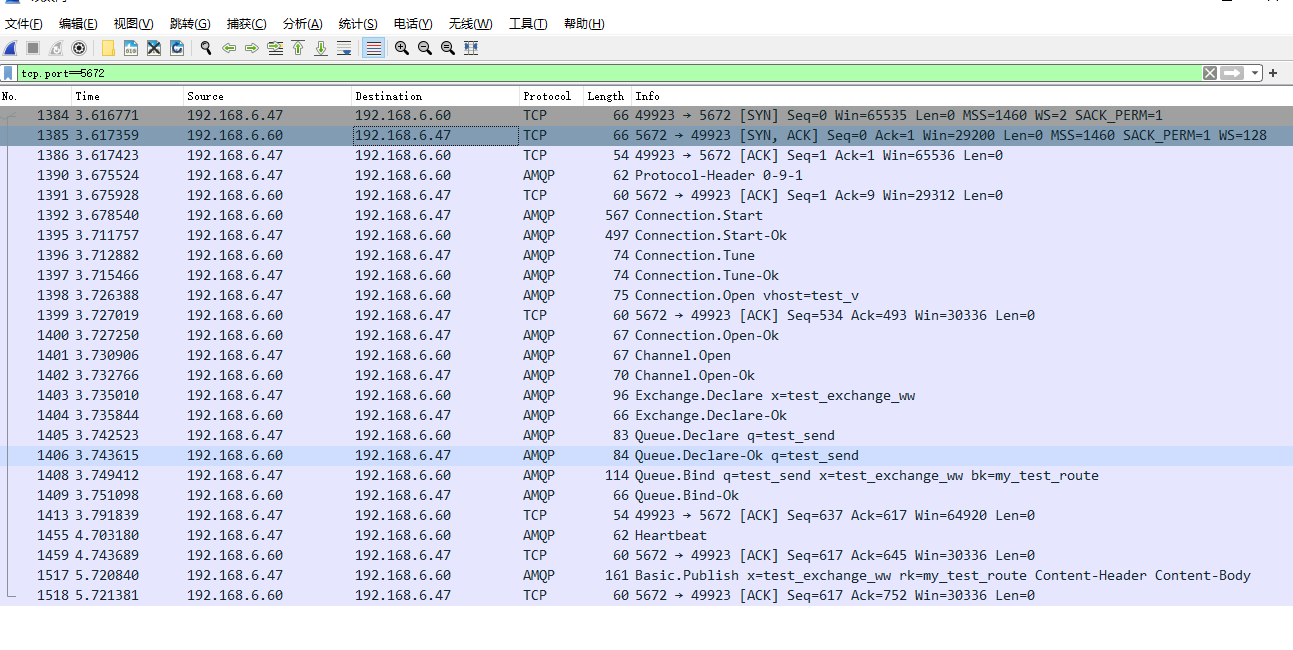 文件(F) 编辑(E) 视图(V) 跳转(G) 捕获(C) 分析(A) 统计(S) 电话(Y) 无线(W) 工具(T) 帮助(H)
tcp.port==5672
No. Time Source Destination Protocol Length Info
1384 3.616771 192.168.6.47 192.168.6.60 TCP 66 49923 → 5672 [SYN] Seq=0 Win=65535 Len=0 MSS=1460 WS=2 SACK_PERM=1
1385 3.617359 192.168.6.60 192.168.6.47 TCP 66 5672 → 49923 [SYN, ACK] Seq=0 Ack=1 Win=29200 Len=0 MSS=1460 SACK_PERM=1 WS=128
1386 3.617423 192.168.6.47 192.168.6.60 TCP 54 49923 → 5672 [ACK] Seq=1 Ack=1 Win=65536 Len=0
1390 3.675524 192.168.6.47 192.168.6.60 AMQP 62 Protocol-Header 0-9-1
1391 3.675928 192.168.6.60 192.168.6.47 TCP 60 5672 → 49923 [ACK] Seq=1 Ack=9 Win=29312 Len=0
1392 3.678540 192.168.6.60 192.168.6.47 AMQP 567 Connection.Start
1395 3.711757 192.168.6.47 192.168.6.60 AMQP 497 Connection.Start-Ok
1396 3.712882 192.168.6.60 192.168.6.47 AMQP 74 Connection.Tune
1397 3.715466 192.168.6.47 192.168.6.60 AMQP 74 Connection.Tune-Ok
1398 3.726388 192.168.6.47 192.168.6.60 AMQP 75 Connection.Open vhost=test_v
1399 3.727019 192.168.6.60 192.168.6.47 TCP 60 5672 → 49923 [ACK] Seq=534 Ack=493 Win=30336 Len=0
1400 3.727250 192.168.6.60 192.168.6.47 AMQP 67 Connection.Open-Ok
1401 3.730906 192.168.6.47 192.168.6.60 AMQP 67 Channel.Open
1402 3.732766 192.168.6.60 192.168.6.47 AMQP 70 Channel.Open-Ok
1403 3.735010 192.168.6.47 192.168.6.60 AMQP 96 Exchange.Declare x=test_exchange_ww
1404 3.735844 192.168.6.60 192.168.6.47 AMQP 66 Exchange.Declare-Ok
1405 3.742523 192.168.6.47 192.168.6.60 AMQP 83 Queue.Declare q=test_send
1406 3.743615 192.168.6.60 192.168.6.47 AMQP 84 Queue.Declare-Ok q=test_send
1408 3.749412 192.168.6.47 192.168.6.60 AMQP 114 Queue.Bind q=test_send x=test_exchange_ww bk=my_test_route
1409 3.751098 192.168.6.60 192.168.6.47 AMQP 66 Queue.Bind-Ok
1413 3.791839 192.168.6.47 192.168.6.60 TCP 54 49923 → 5672 [ACK] Seq=637 Ack=617 Win=64920 Len=0
1455 4.703180 192.168.6.47 192.168.6.60 AMQP 62 Heartbeat
1459 4.743689 192.168.6.60 192.168.6.47 TCP 60 5672 → 49923 [ACK] Seq=617 Ack=645 Win=30336 Len=0
1517 5.720840 192.168.6.47 192.168.6.60 AMQP 161 Basic.Publish x=test_exchange_ww rk=my_test_route Content-Header Content-Body
1518 5.721381 192.168.6.60 192.168.6.47 TCP 60 5672 → 49923 [ACK] Seq=617 Ack=752 Win=30336 Len=0